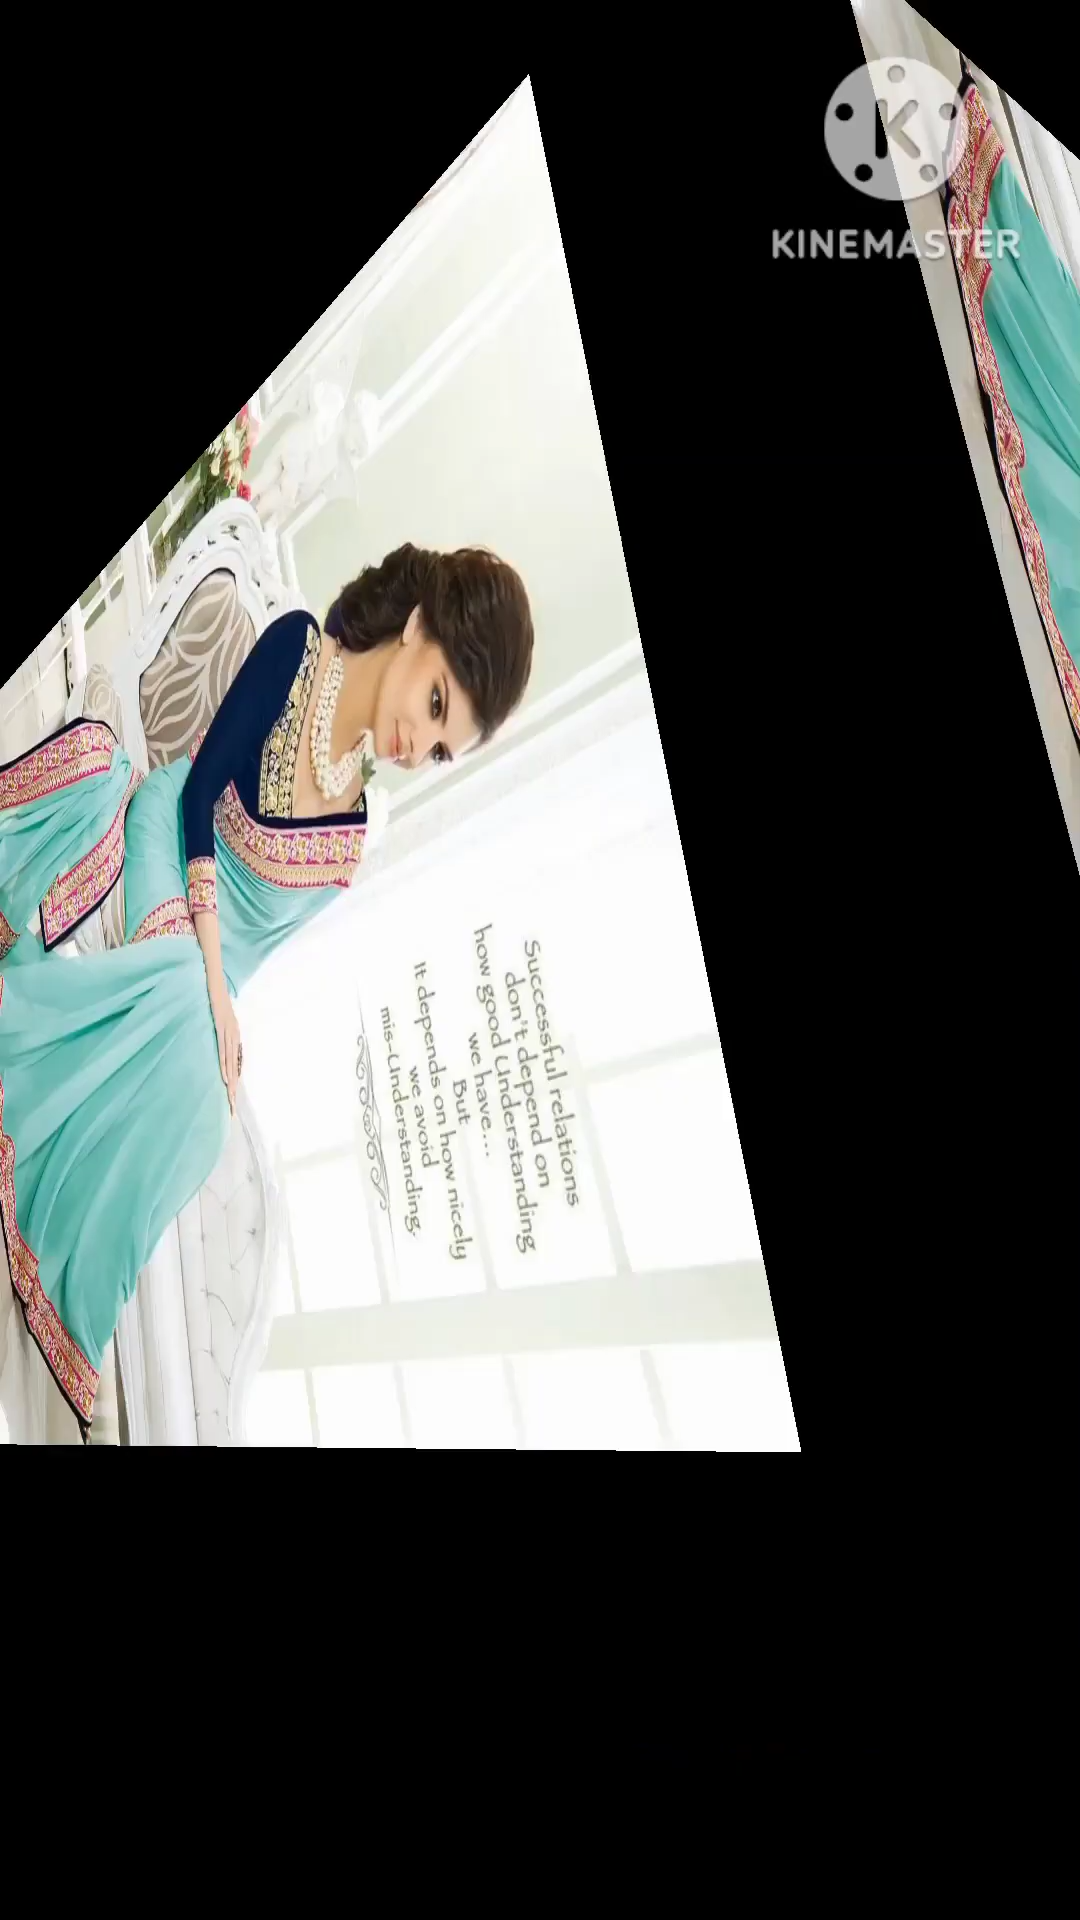 KINEMASTER
Successful relations
don't depend on
how good Understanding
we have...
But
It depends on how nicely
we avoid
mis-Understanding.